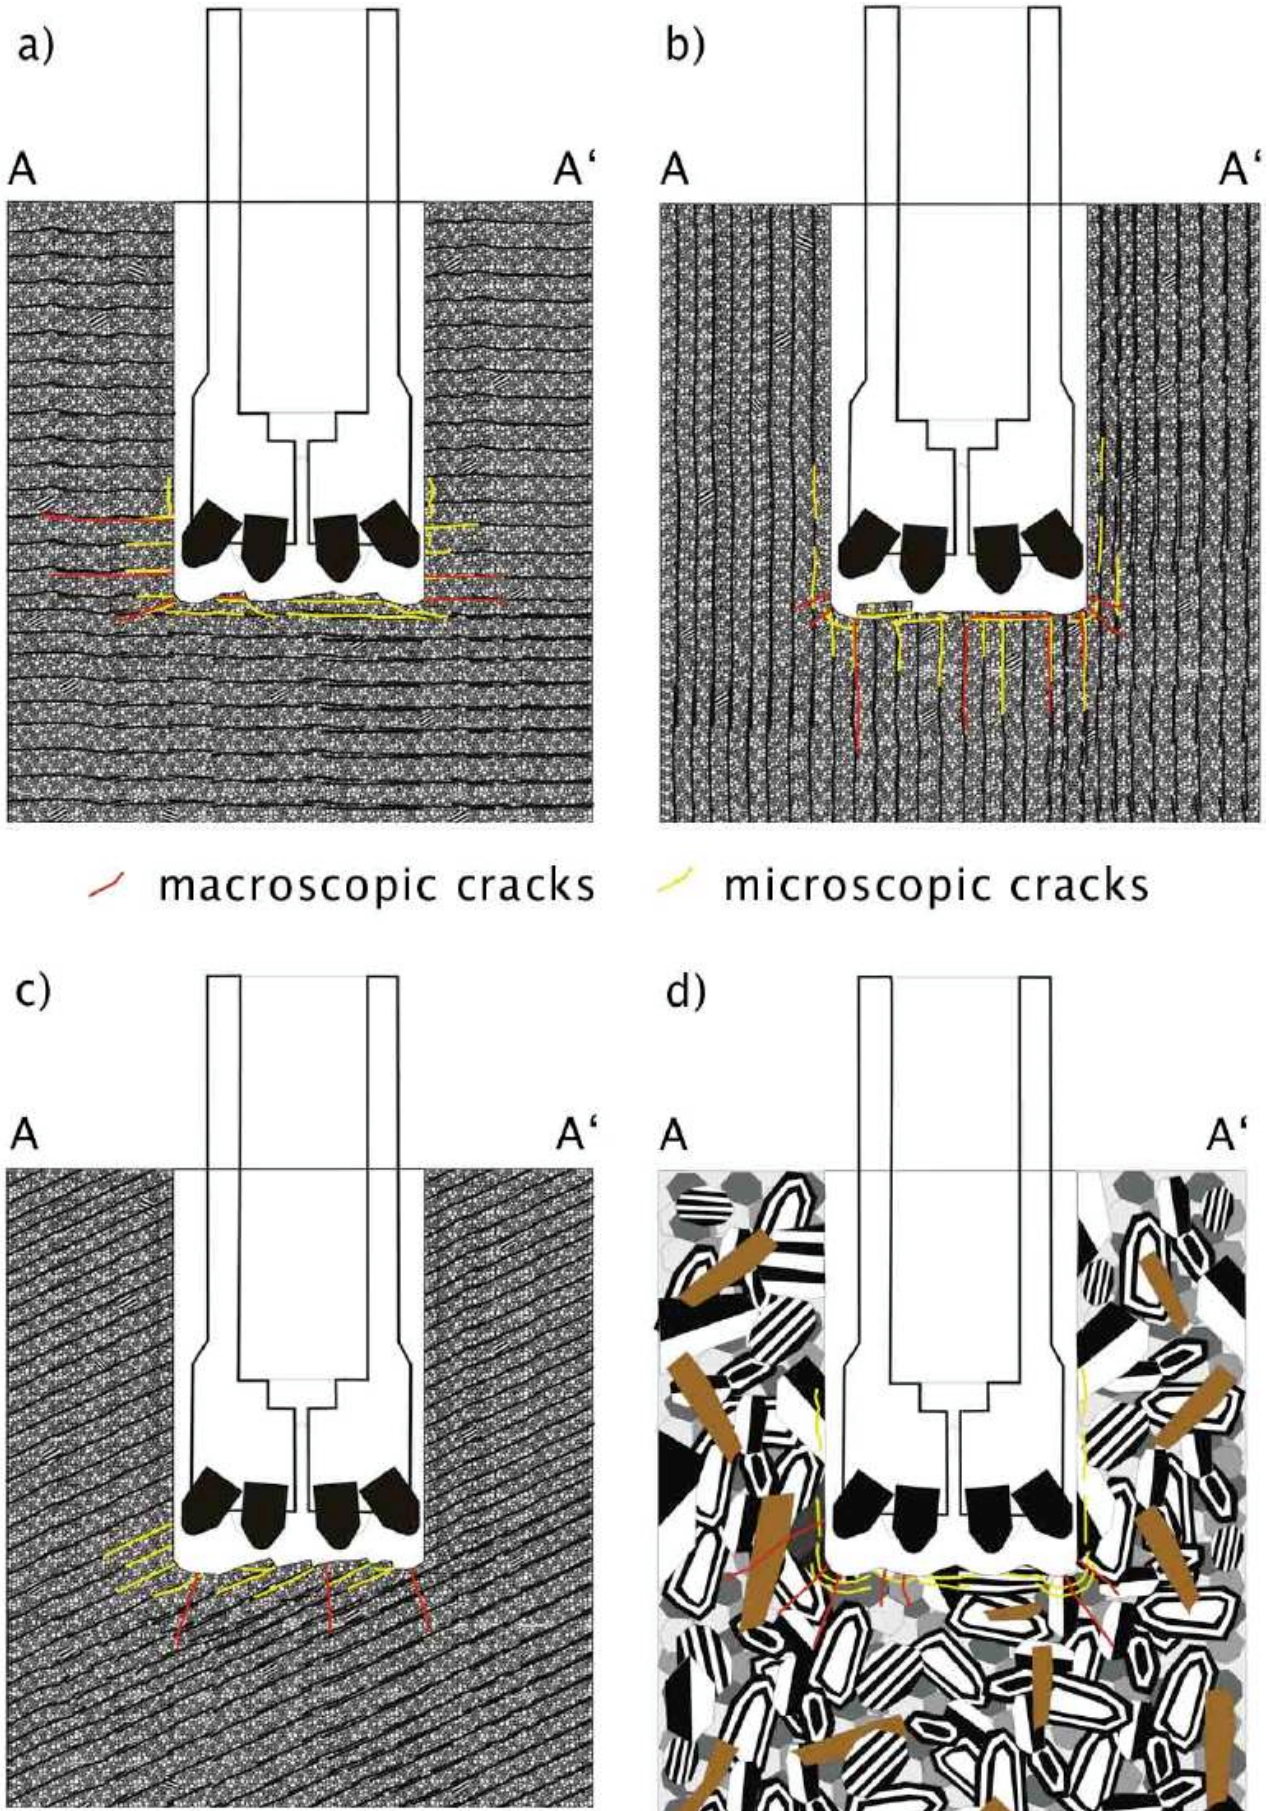 a)
b)
A A‘
A A‘
macroscopic cracks
microscopic cracks
c)
d)
A A‘
A A‘